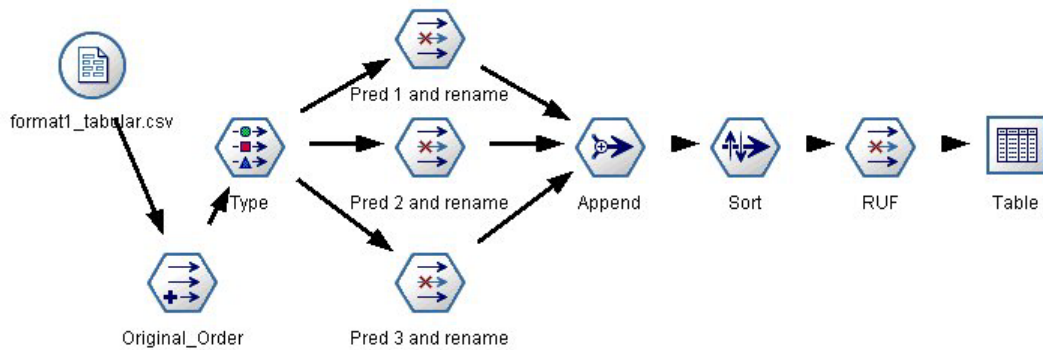 Pred 1 and rename
format1_tabular.csv
Type
Pred 2 and rename
Append
Sort
RUF
Table
Original_Order
Pred 3 and rename